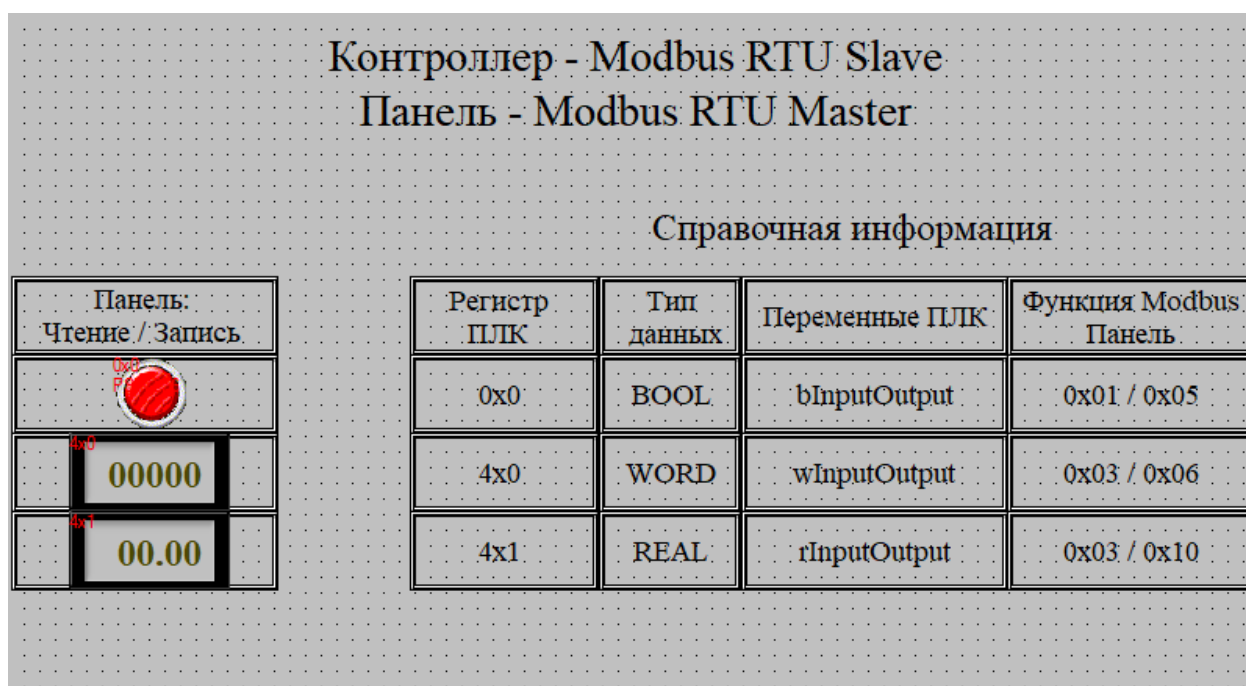 Контроллер - Modbus RTU Slave
Панель - Modbus RTU Master
Справочная информация
Панель:
Чтение / Запись
Регистр
ПЛК
Тип
данных
Переменные ПЛК
Функция Modbus
Панель
0x0
0x0
BOOL
bInputOutput
0x01 / 0x05
4x0
00000
4x0
WORD
wInputOutput
0x03 / 0x06
4x1
00.00
4x1
REAL
rInputOutput
0x03 / 0x10